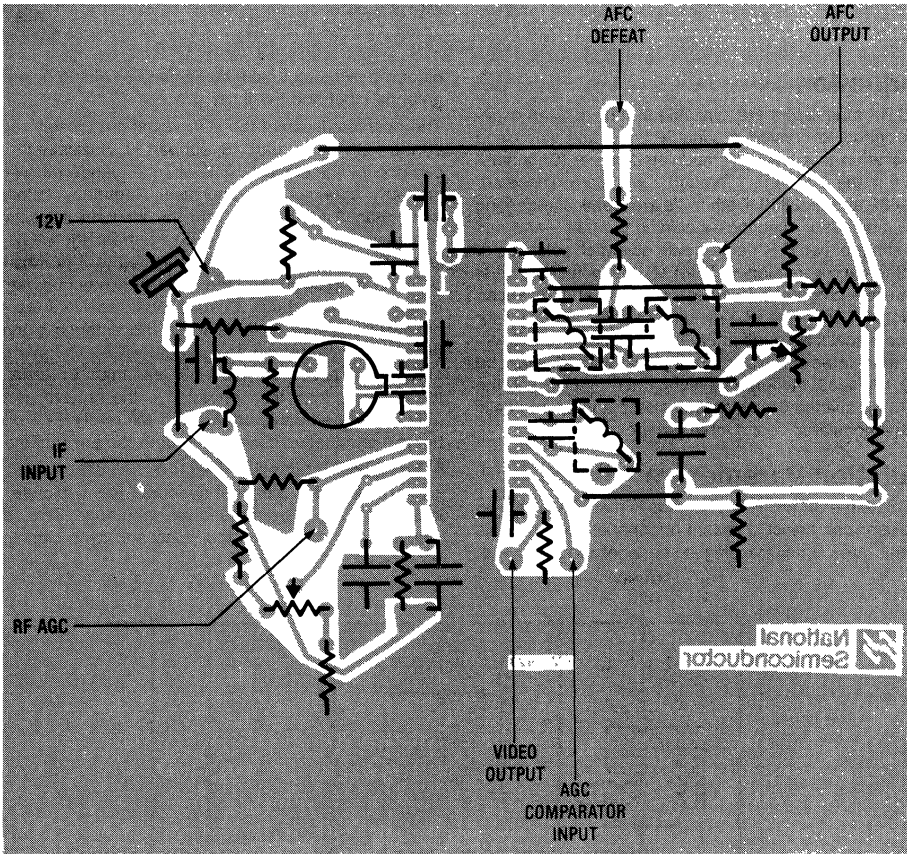 AFC
DEFEAT
AFC
OUTPUT
12V
IF
INPUT
RF AGC
National
Semiconductor
VIDEO
OUTPUT
AGC
COMPARATOR
INPUT